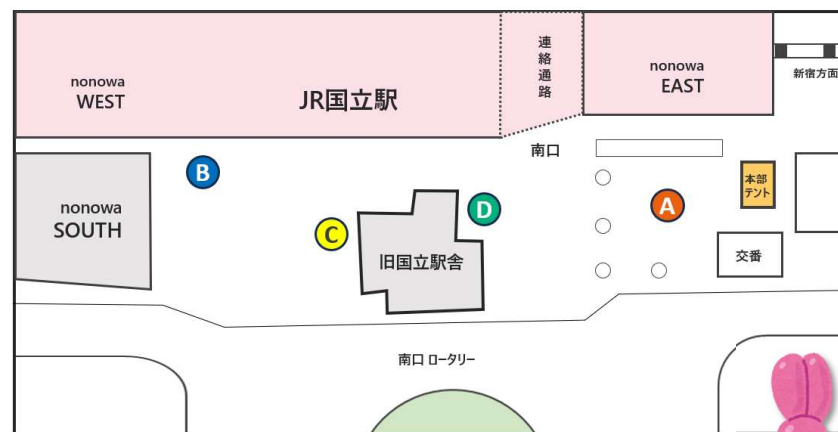 nonowa
WEST
JR国立駅
連絡通路
nonowa
EAST
新宿方面
南口
B
nonowa
SOUTH
C
D
旧国立駅舎
A
本部
テント
交番
南口 ロータリー